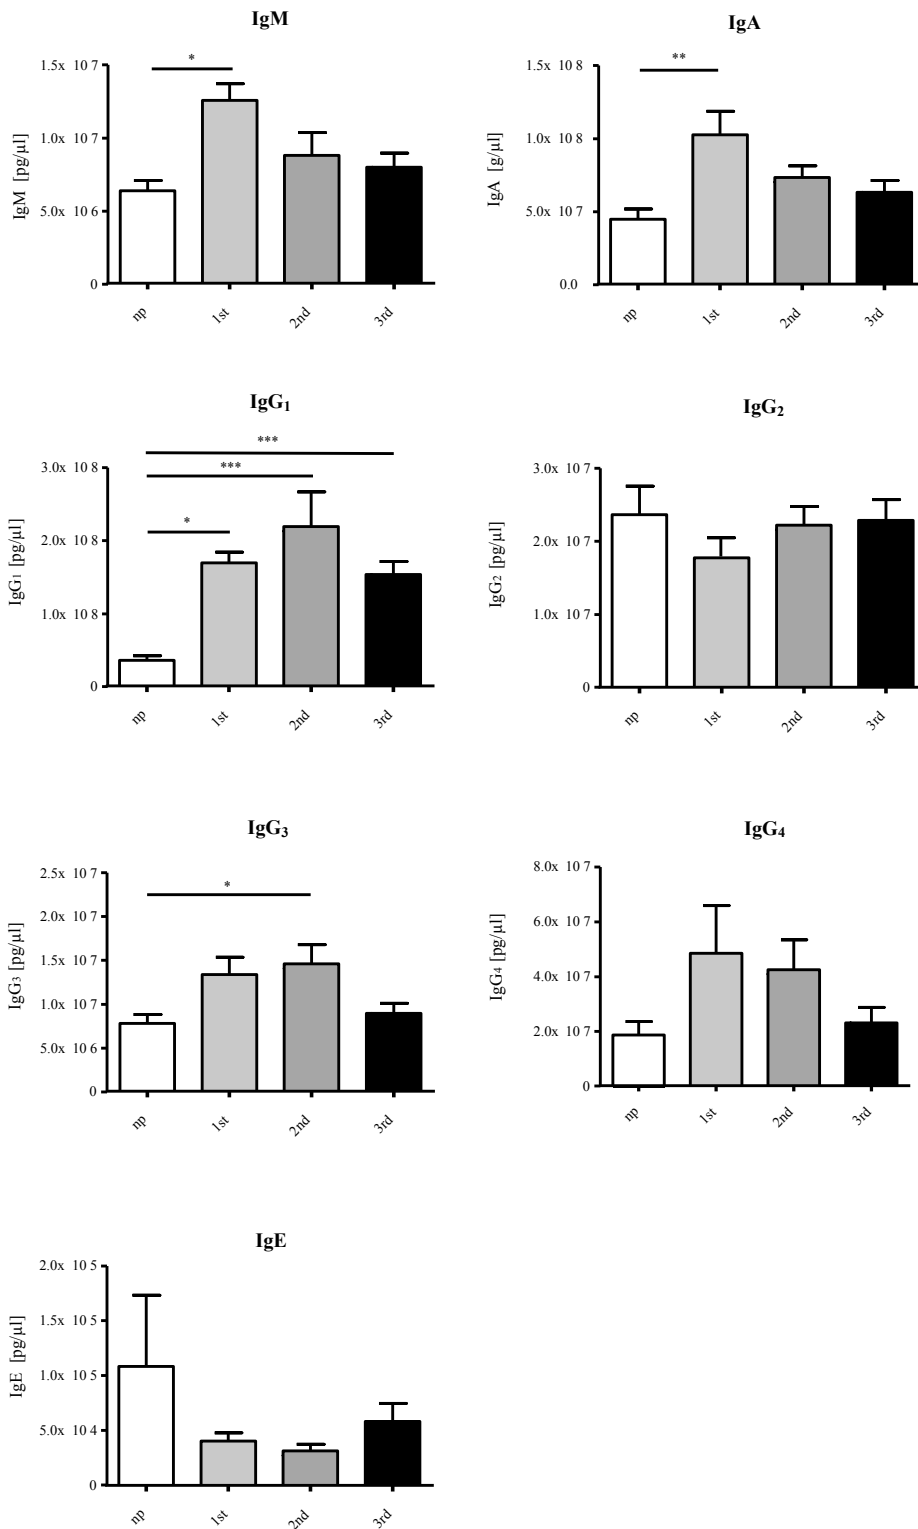 IgM
*
1.5x 10 7
1.0x 10 7
5.0x 10 6
0
IgM [pg/µl]
np
1st
2nd
3rd
IgA
**
1.5x 10 8
1.0x 10 8
5.0x 10 7
0.0
IgA [g/µl]
np
1st
2nd
3rd
IgG1
***
***
*
3.0x 10 8
2.0x 10 8
1.0x 10 8
0
IgG1 [pg/µl]
np
1st
2nd
3rd
IgG2
3.0x 10 7
2.0x 10 7
1.0x 10 7
0
IgG2 [pg/µl]
np
1st
2nd
3rd
IgG3
*
2.5x 10 7
2.0x 10 7
1.5x 10 7
1.0x 10 7
5.0x 10 6
0
IgG3 [pg/µl]
np
1st
2nd
3rd
IgG4
8.0x 10 7
6.0x 10 7
4.0x 10 7
2.0x 10 7
0
IgG4 [pg/µl]
np
1st
2nd
3rd
IgE
2.0x 10 5
1.5x 10 5
1.0x 10 5
5.0x 10 4
0
IgE [pg/µl]
np
1st
2nd
3rd